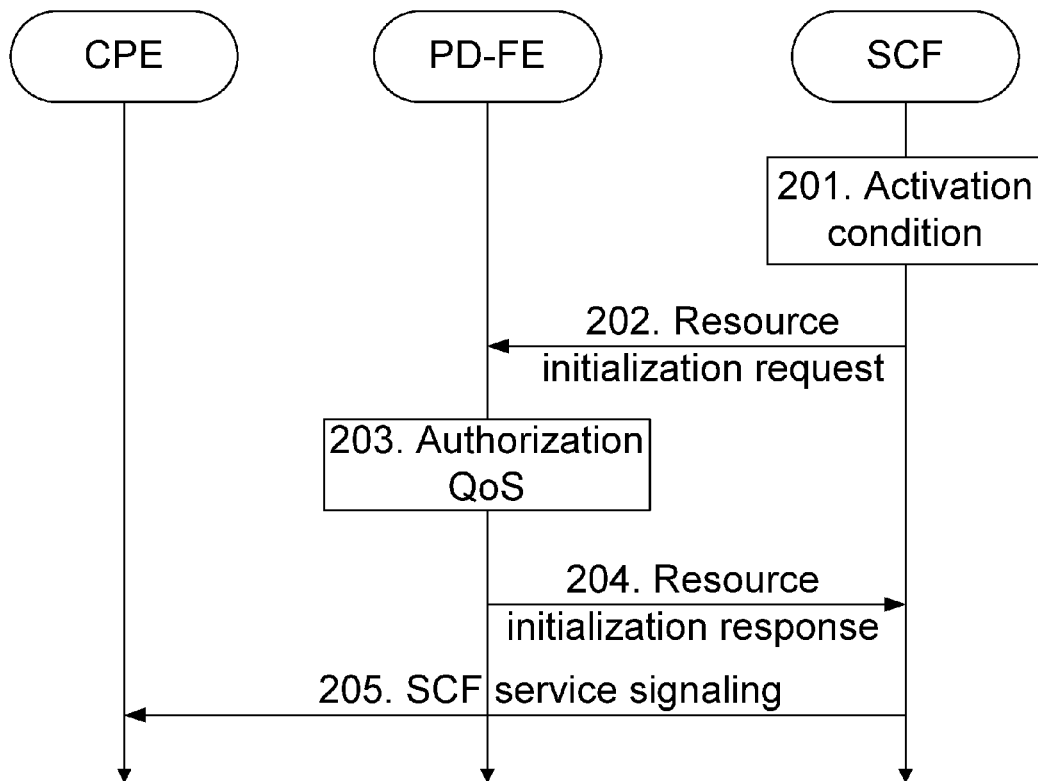 CPE
PD-FE
SCF
201. Activation
condition
202. Resource
initialization request
203. Authorization
QoS
204. Resource
initialization response
205. SCF service signaling